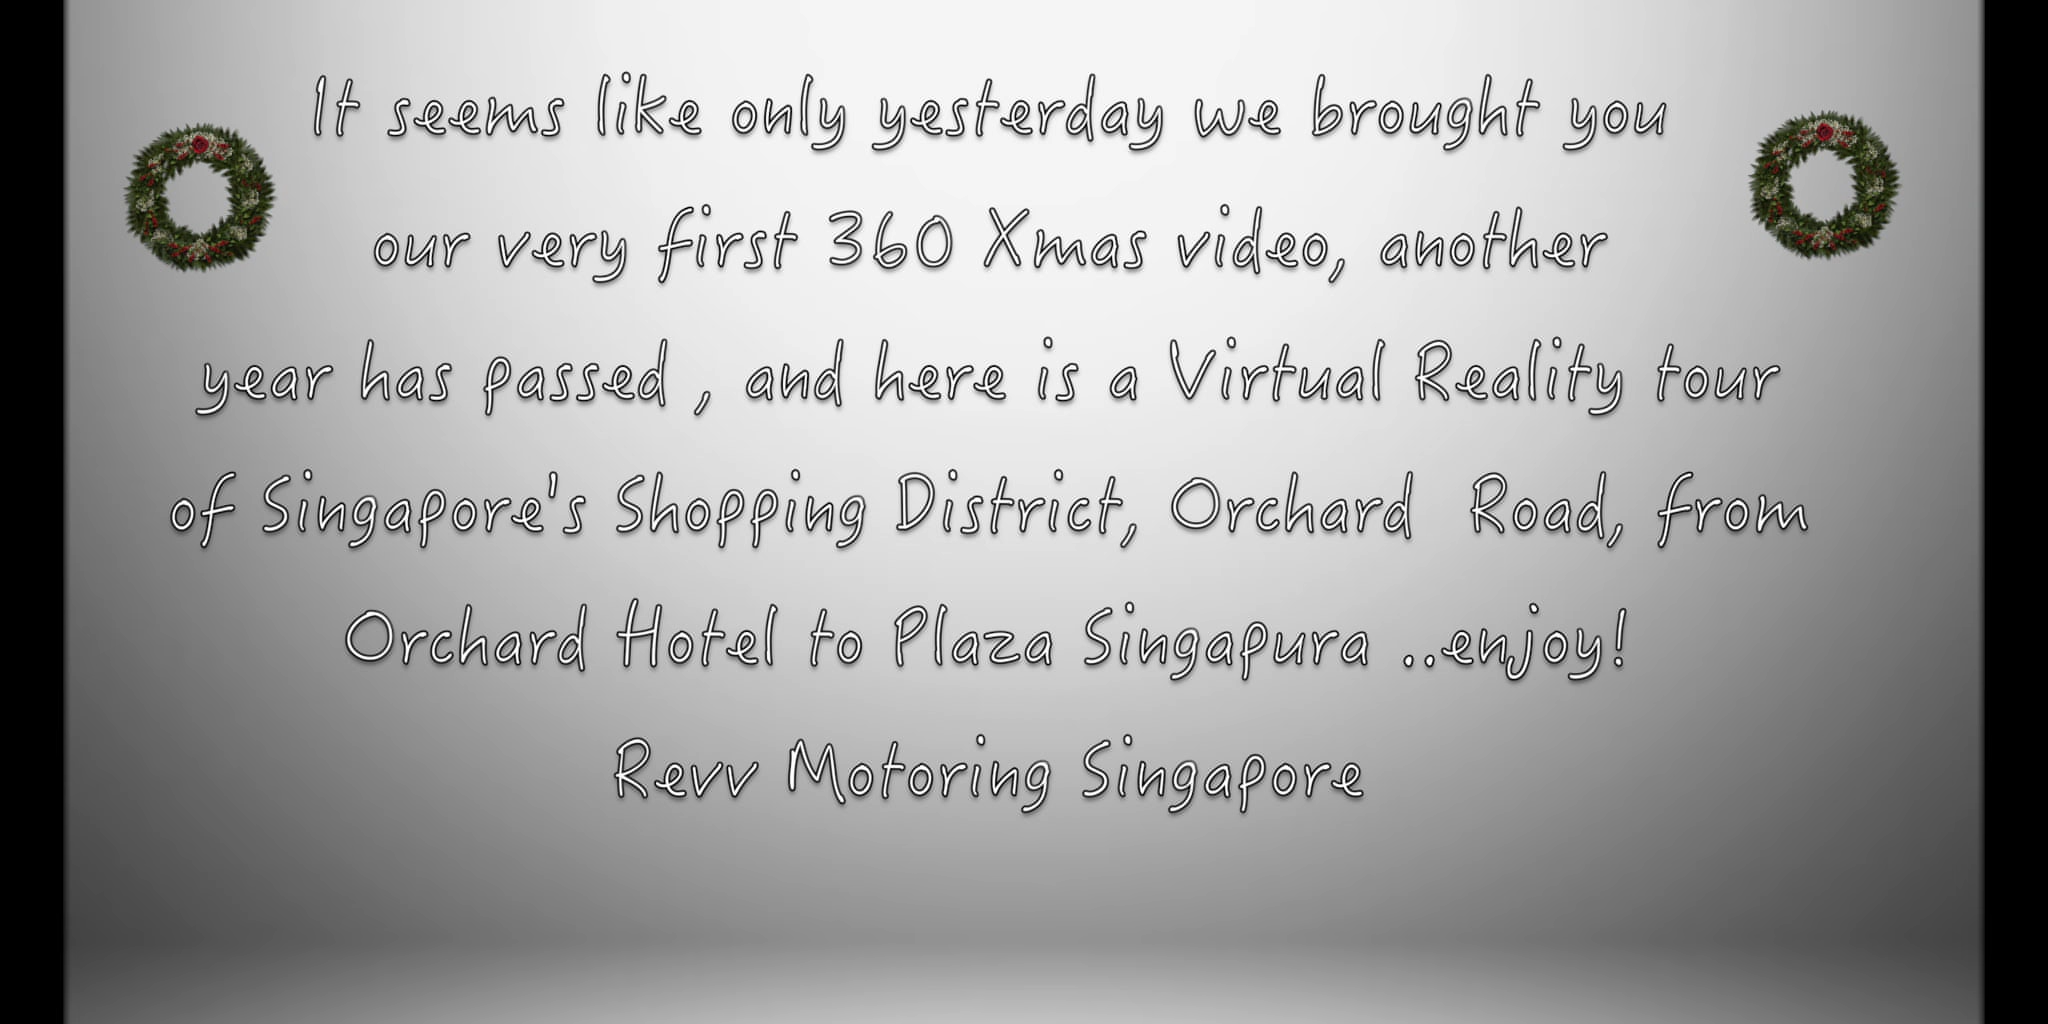 It seems like only yesterday we brought you
our very first 360 Xmas video, another
year has passed , and here is a Virtual Reality tour
of Singapore's Shopping District, Orchard  Road, from
Orchard Hotel to Plaza Singapura ..enjoy!
Revv Motoring Singapore